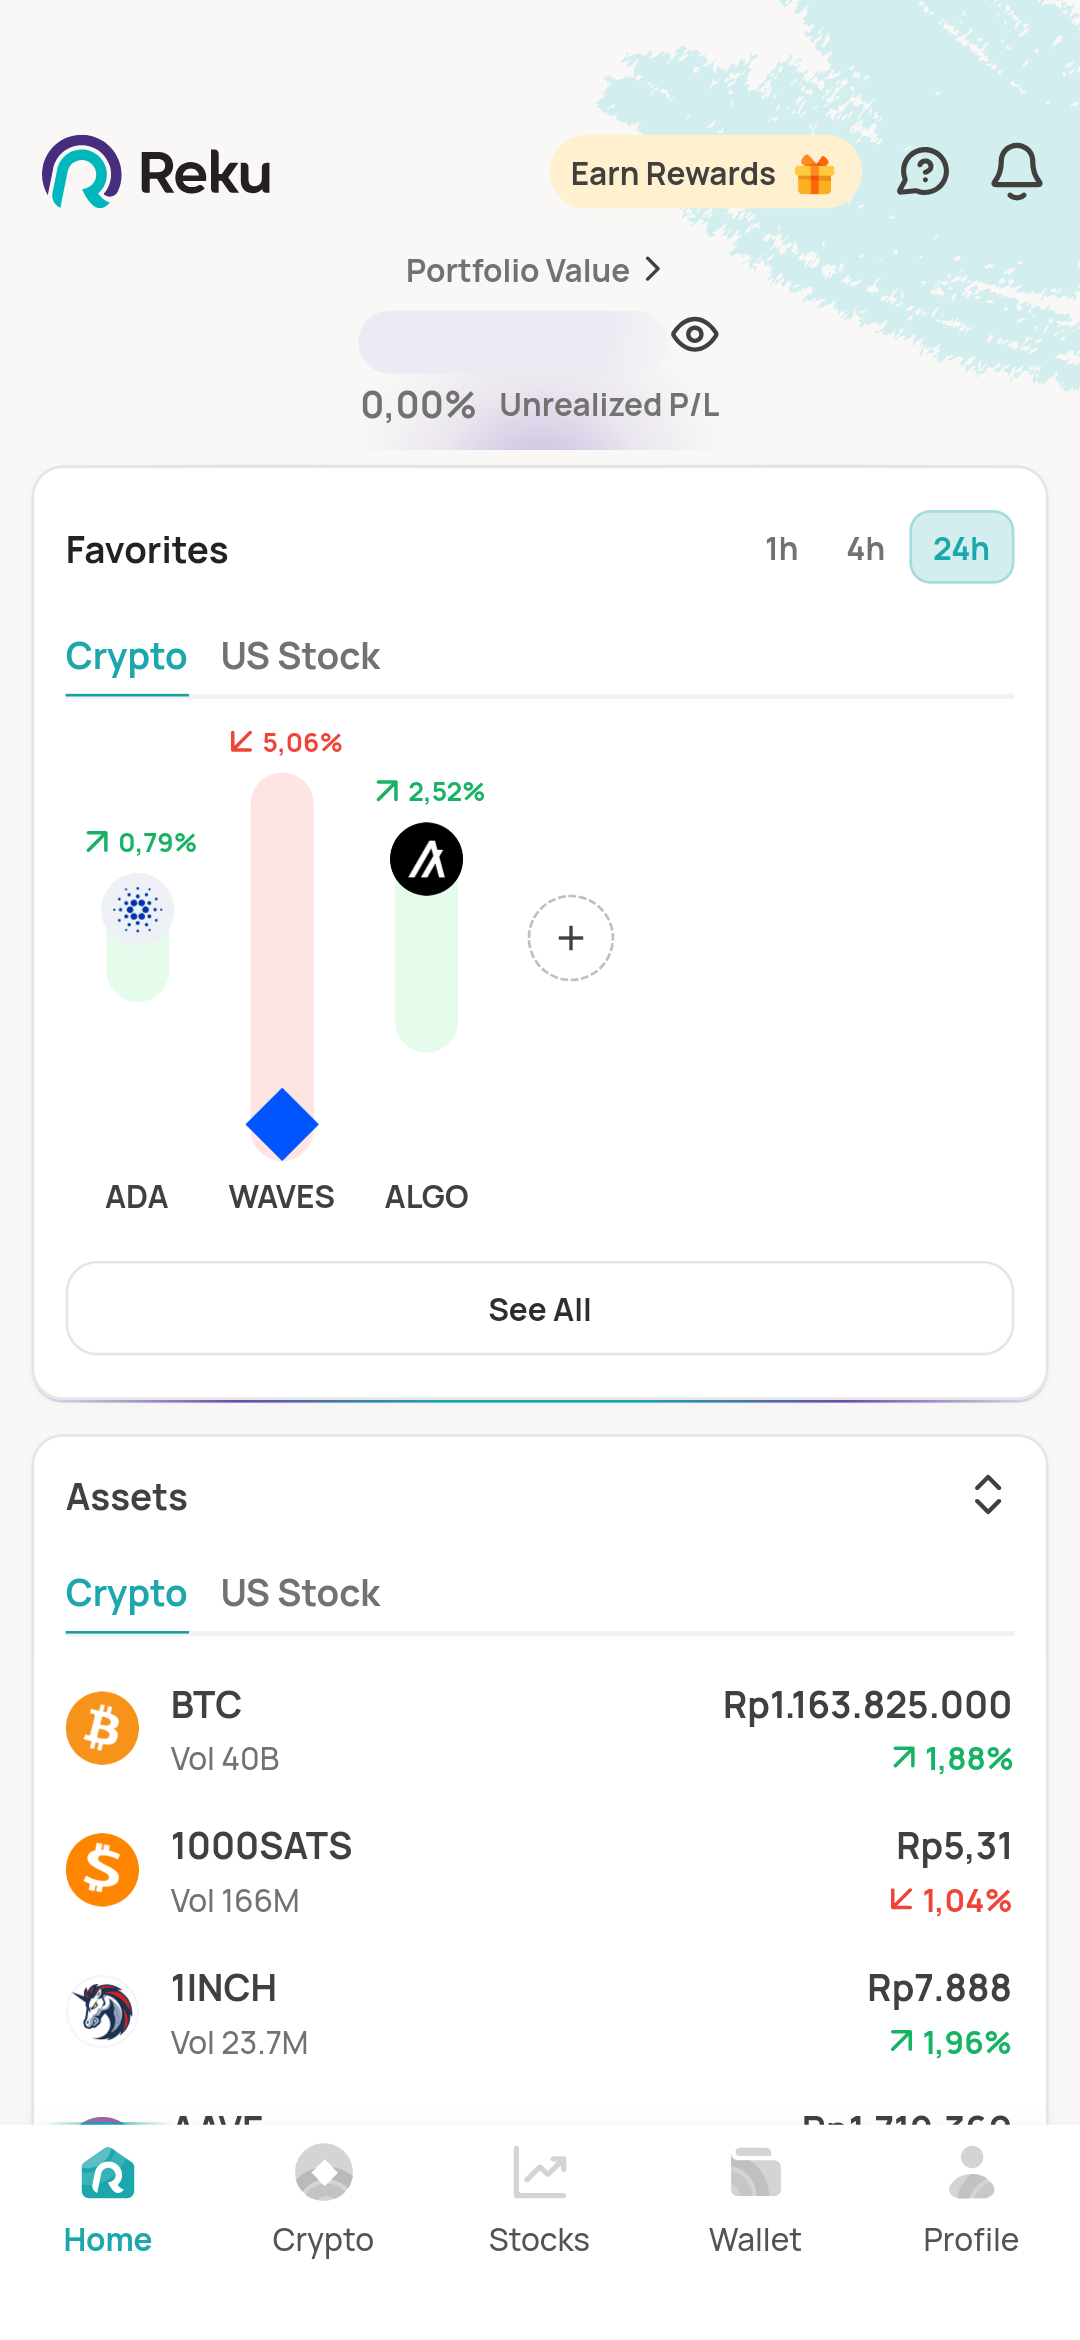 Reku
Earn Rewards
Portfolio Value
0,00% Unrealized P/L
Favorites
1h 4h 24h
Crypto US Stock
5,06%
2,52%
0,79%
ADA WAVES ALGO
See All
Assets
Crypto US Stock
BTC Rp1.163.825.000
Vol 40B 1,88%
1000SATS Rp5,31
Vol 166M 1,04%
1INCH Rp7.888
Vol 23.7M 1,96%
AAVE
Home Crypto Stocks Wallet Profile